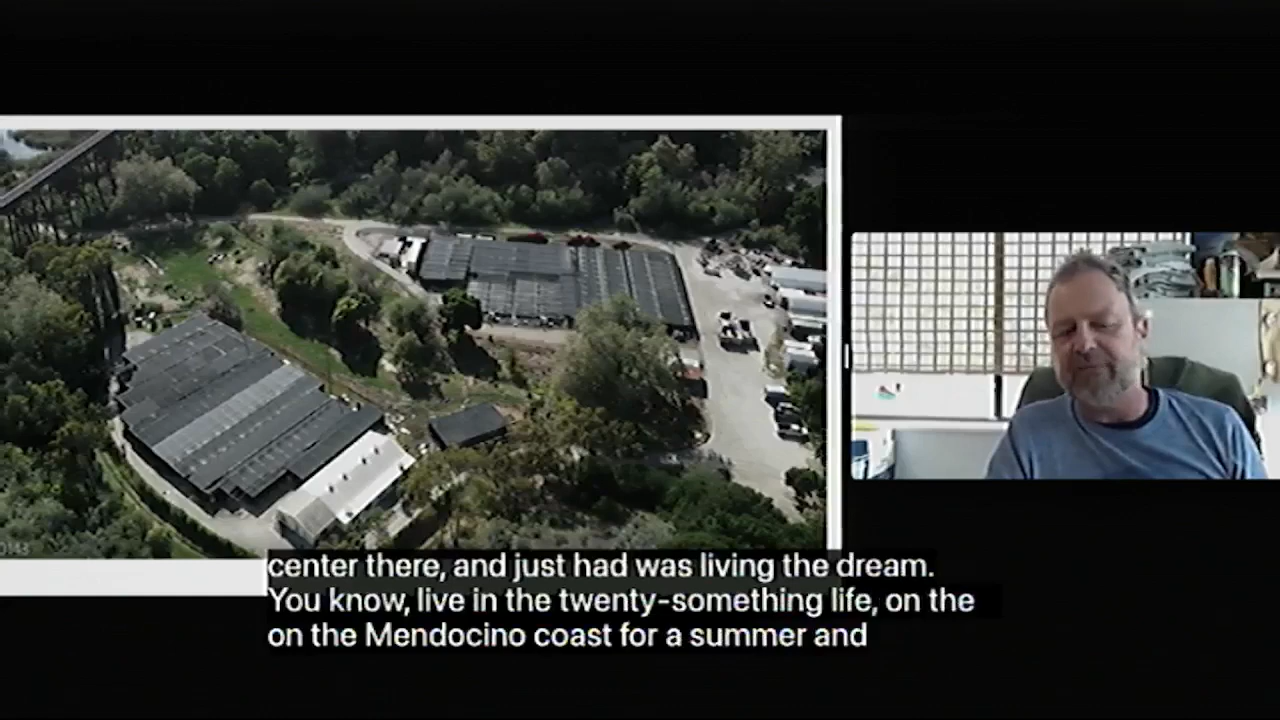 center there, and just had was living the dream.
You know, live in the twenty-something life, on the
on the Mendocino coast for a summer and